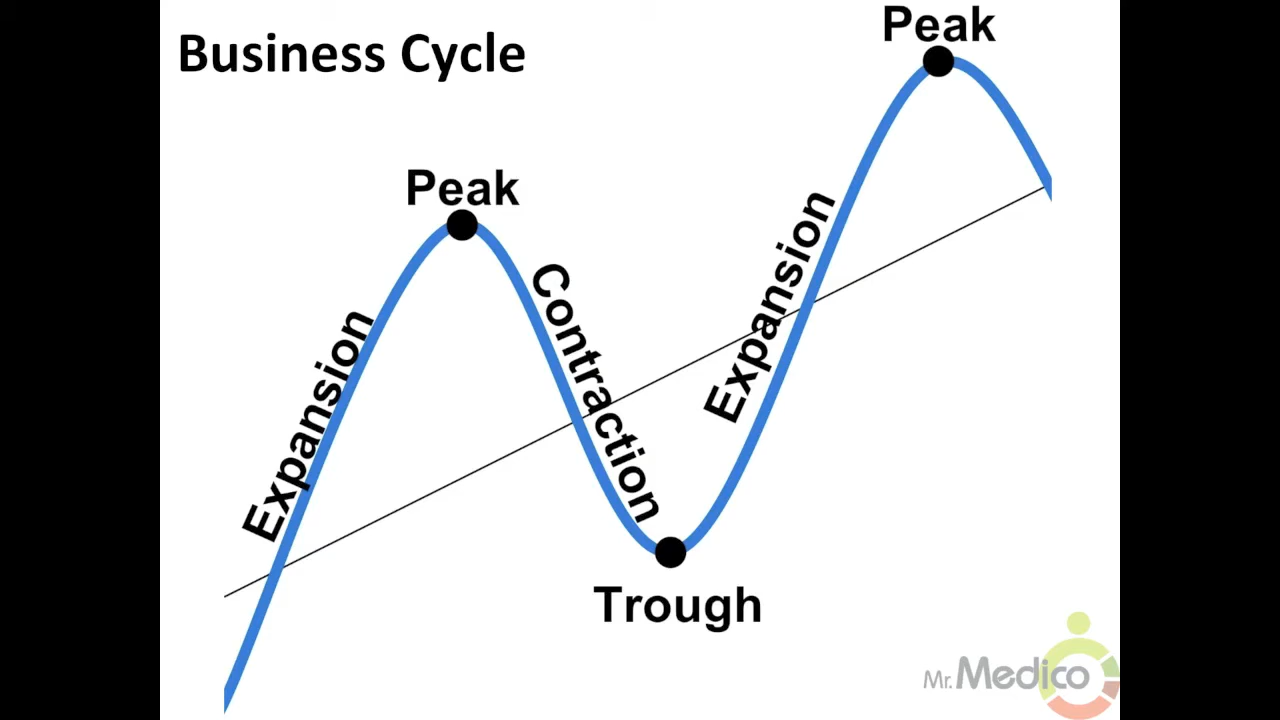 Business Cycle
Peak
Peak
Expansion
Contraction
Expansion
Trough
Mr. Medico